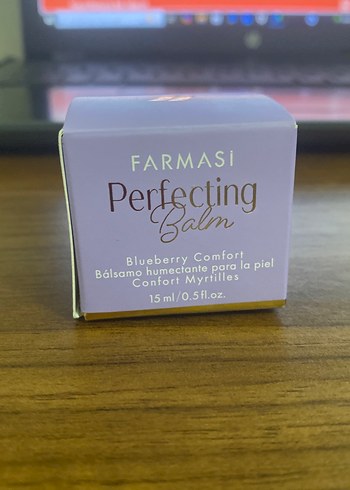 FARMASi
Perfecting
Balm
Blueberry Comfort
Bálsamo humectante para la piel
Confort Myrtilles
15 ml/0.5 fl.oz.